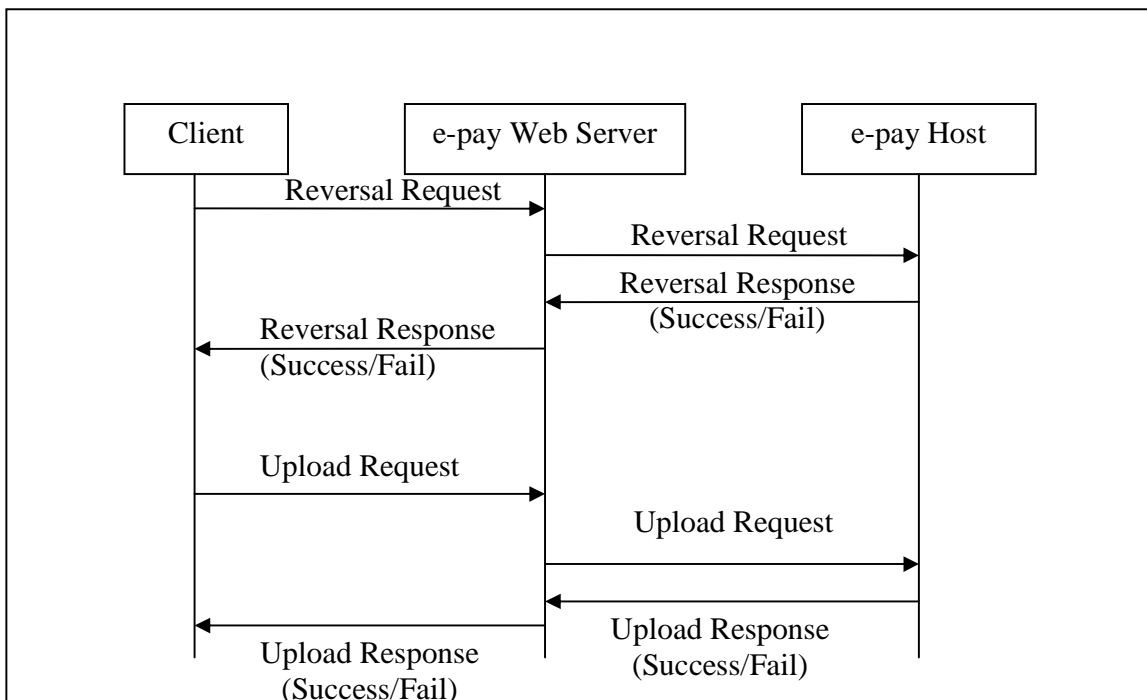 Client
e-pay Web Server
e-pay Host
Reversal Request
Reversal Request
Reversal Response
(Success/Fail)
Reversal Response
(Success/Fail)
Upload Request
Upload Request
Upload Response
(Success/Fail)
Upload Response
(Success/Fail)